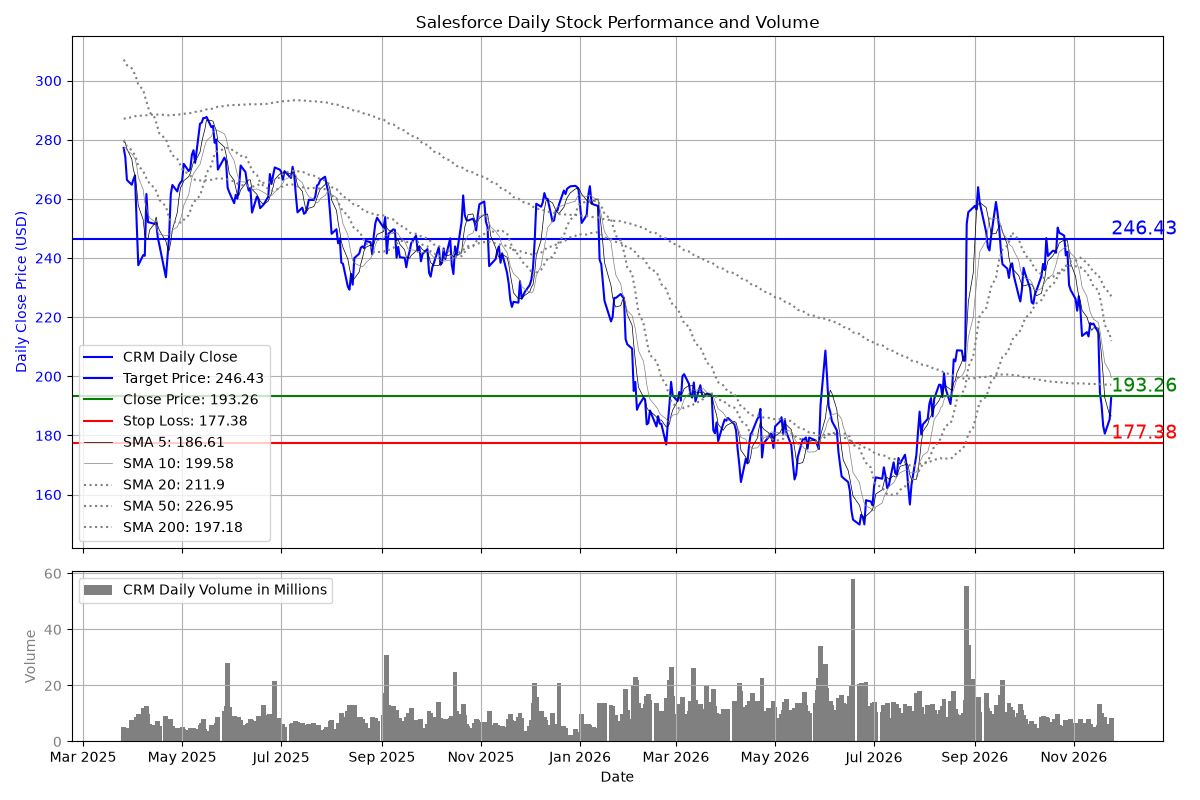 Salesforce Daily Stock Performance and Volume
Daily Close Price (USD)
300
280
260
240
220
200
180
160
246.43
193.26
177.38
CRM Daily Close
Target Price: 246.43
Close Price: 193.26
Stop Loss: 177.38
SMA 5: 186.61
SMA 10: 199.58
SMA 20: 211.9
SMA 50: 226.95
SMA 200: 197.18
Volume
60
40
20
0
CRM Daily Volume in Millions
Mar 2025 May 2025 Jul 2025 Sep 2025 Nov 2025 Jan 2026 Mar 2026 May 2026 Jul 2026 Sep 2026 Nov 2026
Date